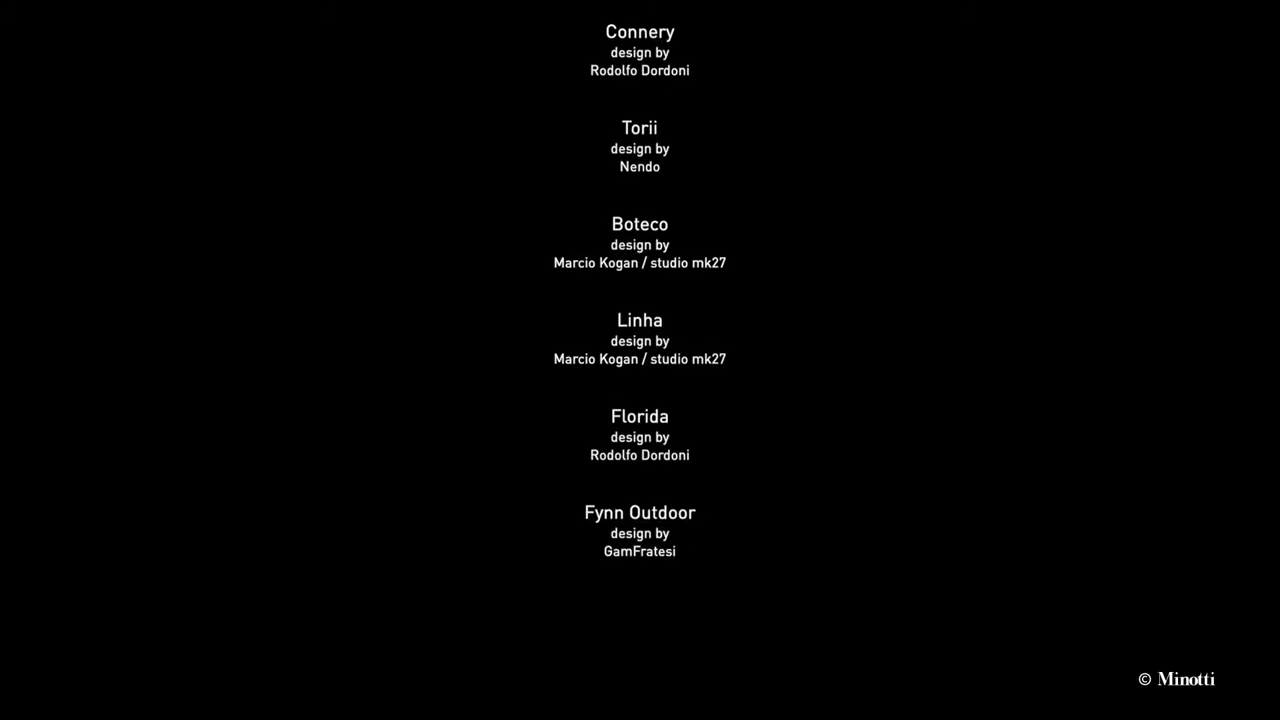 Connery
design by
Rodolfo Dordoni
Torii
design by
Nendo
Boteco
design by
Marcio Kogan / studio mk27
Linha
design by
Marcio Kogan / studio mk27
Florida
design by
Rodolfo Dordoni
Fynn Outdoor
design by
GamFratesi
© Minotti